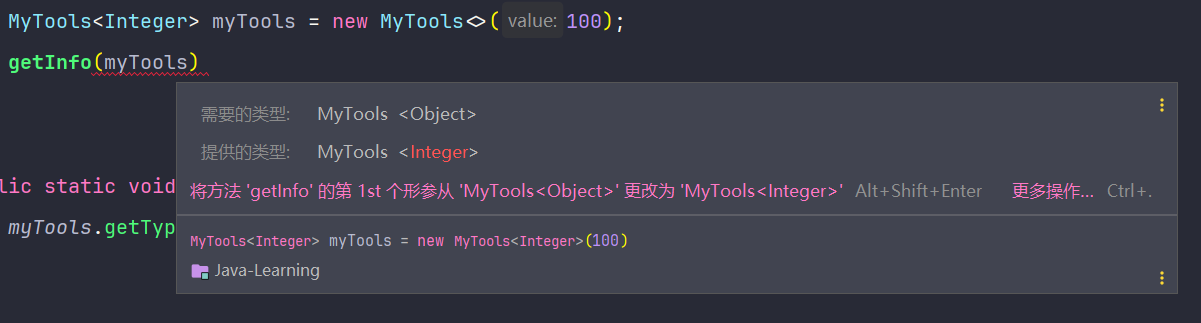 MyTools<Integer> myTools = new MyTools<>( value: 100);
getInfo(myTools)
需要的类型: MyTools <Object>
提供的类型: MyTools <Integer>
lic static void
将方法 'getInfo' 的第 1st 个形参从 'MyTools<Object>' 更改为 'MyTools<Integer>' Alt+Shift+Enter 更多操作... Ctrl+.
myTools.getTyp
MyTools<Integer> myTools = new MyTools<Integer>(100)
Java-Learning